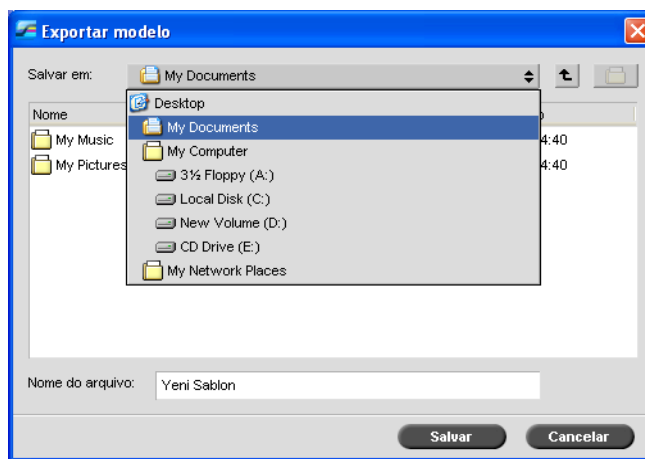 Exportar modelo
Salvar em:
My Documents
Nome
Desktop
My Documents
My Computer
3½ Floppy (A:)
Local Disk (C:)
New Volume (D:)
CD Drive (E:)
My Network Places
My Music
4:40
My Pictures
4:40
Nome do arquivo:
Yeni Sablon
Salvar
Cancelar